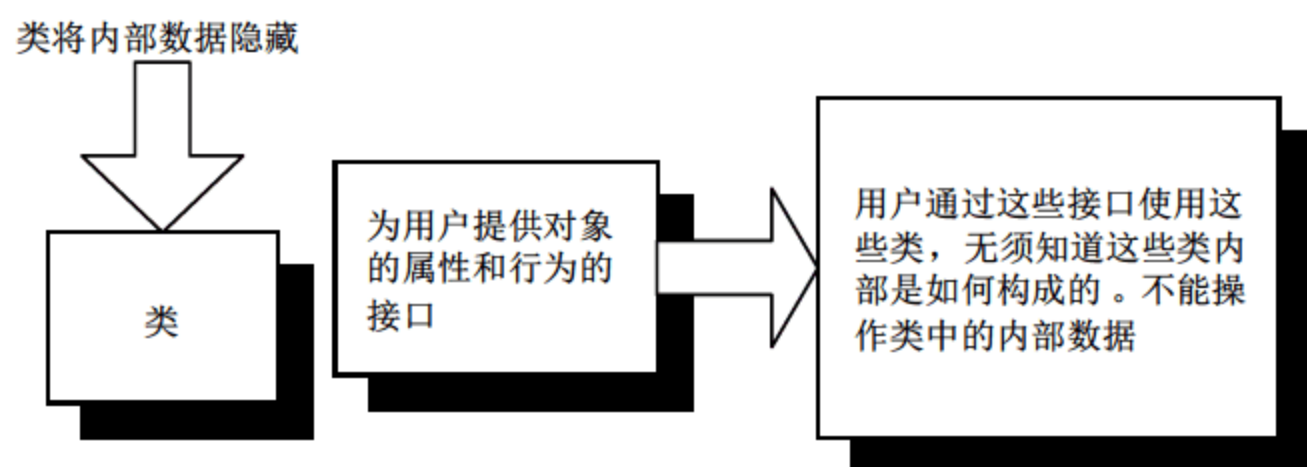 类将内部数据隐藏
类
为用户提供对象
的属性和行为的
接口
用户通过这些接口使用这
些类，无须知道这些类内
部是如何构成的。不能操
作类中的内部数据